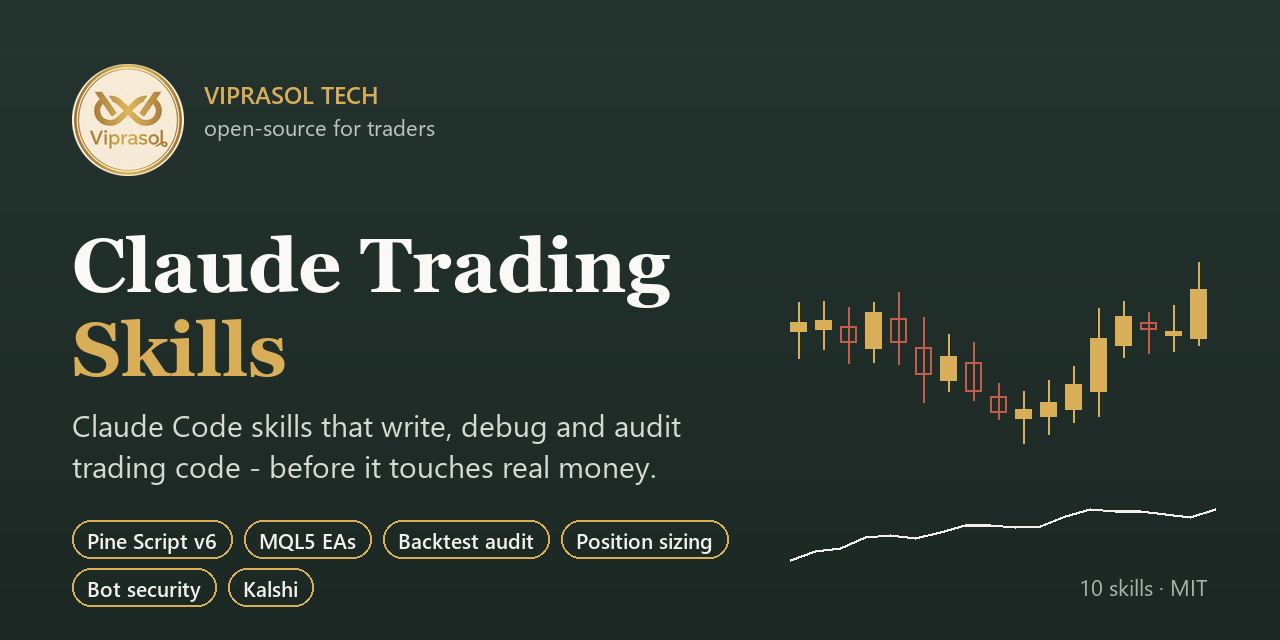 Viprasol
VIPRASOL TECH
open-source for traders
Claude Trading
Skills
Claude Code skills that write, debug and audit
trading code - before it touches real money.
Pine Script v6
MQL5 EAs
Backtest audit
Position sizing
Bot security
Kalshi
10 skills · MIT